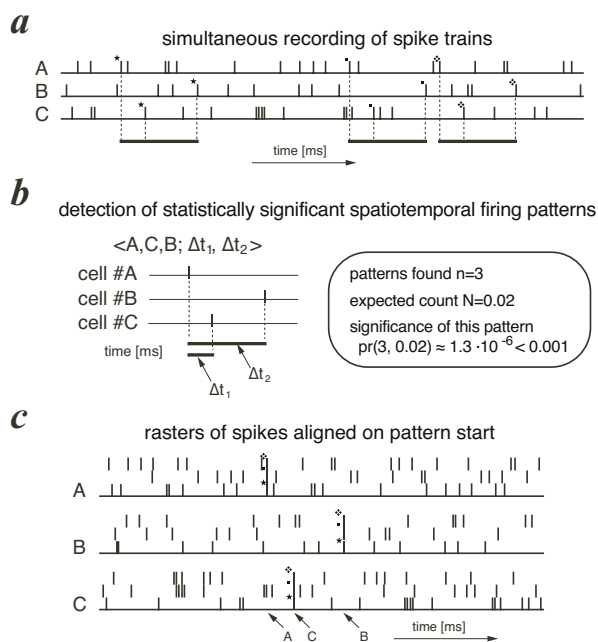 a
simultaneous recording of spike trains
A
B
C
time [ms]
b
detection of statistically significant spatiotemporal firing patterns
<A,C,B; Δt₁, Δt₂>
cell #A
cell #B
cell #C
time [ms]
Δt₁
Δt₂
patterns found n=3
expected count N=0.02
significance of this pattern
pr(3, 0.02) ≈ 1.3 ·10⁻⁶ < 0.001
c
rasters of spikes aligned on pattern start
A
B
C
A C B
time [ms]